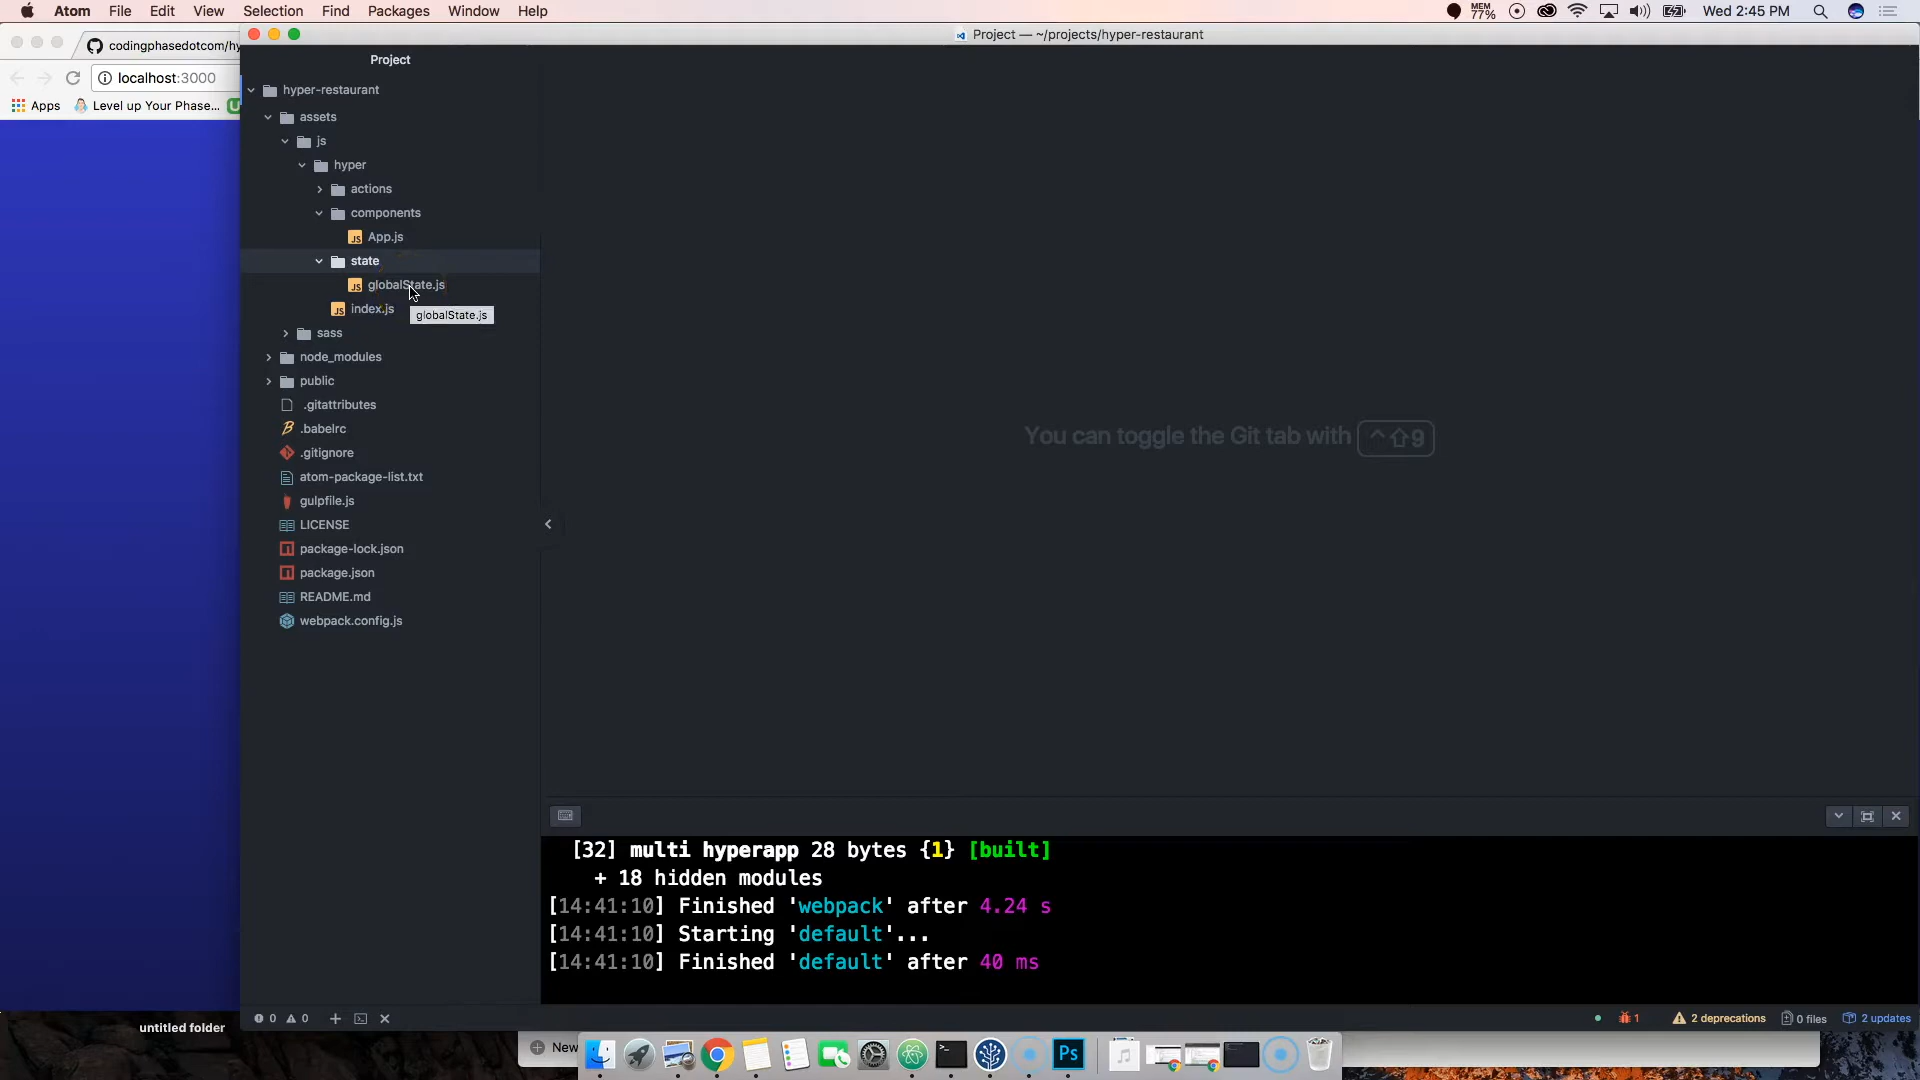 Atom File Edit View Selection Find Packages Window Help
MEM
77%
Wed 2:45 PM
codingphasedotcom/hy
Project — ~/projects/hyper-restaurant
localhost:3000
Apps Level up Your Phase...
Project
hyper-restaurant
assets
js
hyper
actions
components
App.js
state
globalState.js
index.js
globalState.js
sass
node_modules
public
.gitattributes
.babelrc
.gitignore
atom-package-list.txt
gulpfile.js
LICENSE
package-lock.json
package.json
README.md
webpack.config.js
You can toggle the Git tab with ^⇧9
[32] multi hyperapp 28 bytes {1} [built]
+ 18 hidden modules
[14:41:10] Finished 'webpack' after 4.24 s
[14:41:10] Starting 'default'...
[14:41:10] Finished 'default' after 40 ms
0 0
1 2 deprecations 0 files 2 updates
untitled folder
New
Ps